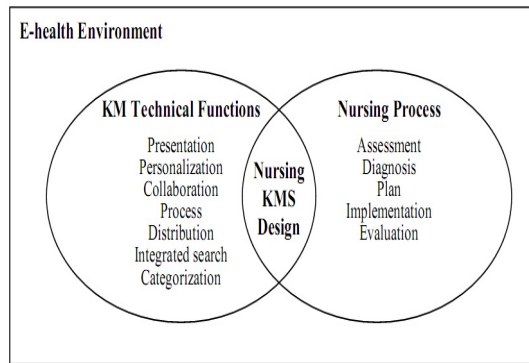 E-health Environment
KM Technical Functions
Presentation
Personalization
Collaboration
Process
Distribution
Integrated search
Categorization
Nursing
KMS
Design
Nursing Process
Assessment
Diagnosis
Plan
Implementation
Evaluation